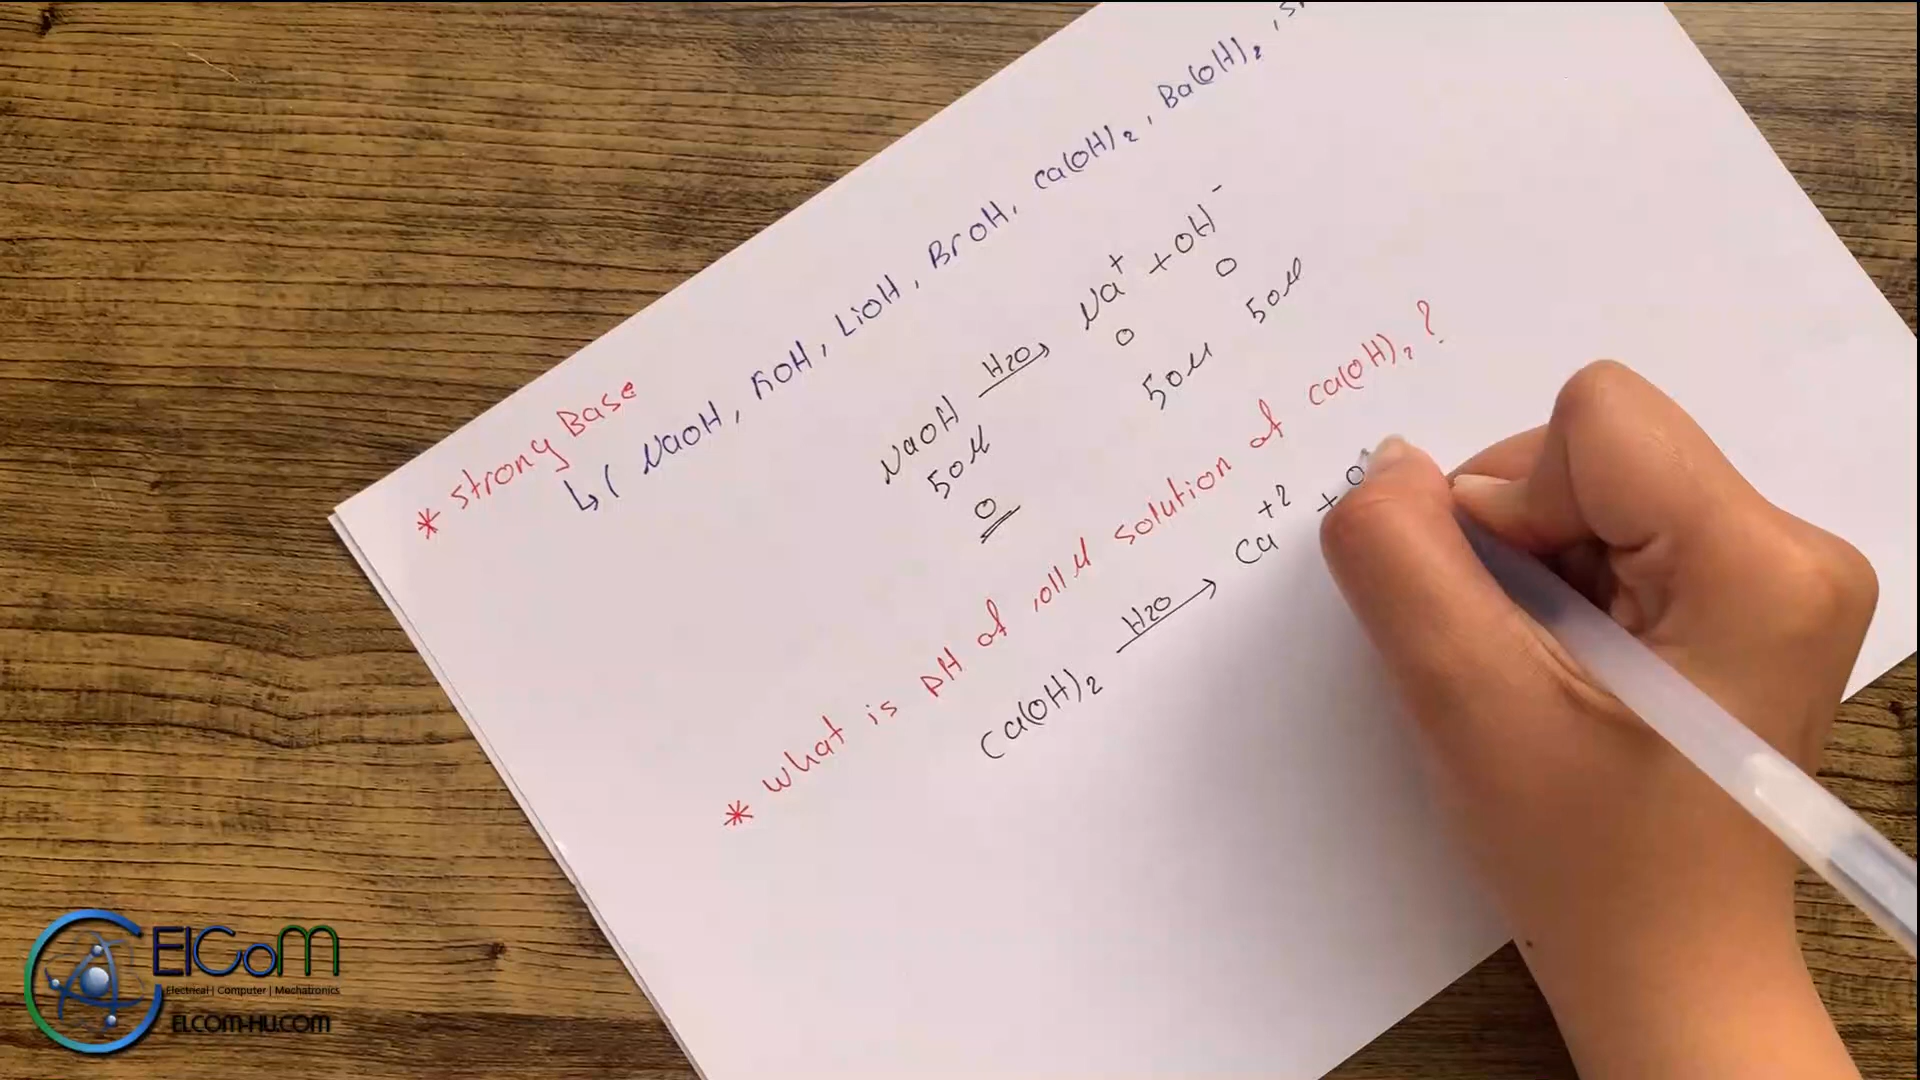 * strong Base
↳( NaOH, KOH, LiOH, BrOH, Ca(OH)2, Ba(OH)2,
NaOH H2O→ Na+ + OH-
50M 0 0
0 50M 50M
* What is pH of .011M solution of Ca(OH)2?
Ca(OH)2 H2O→ Ca+2 + O
ElCoM
Electrical | Computer | Mechatronics
ELCOM-HU.COM